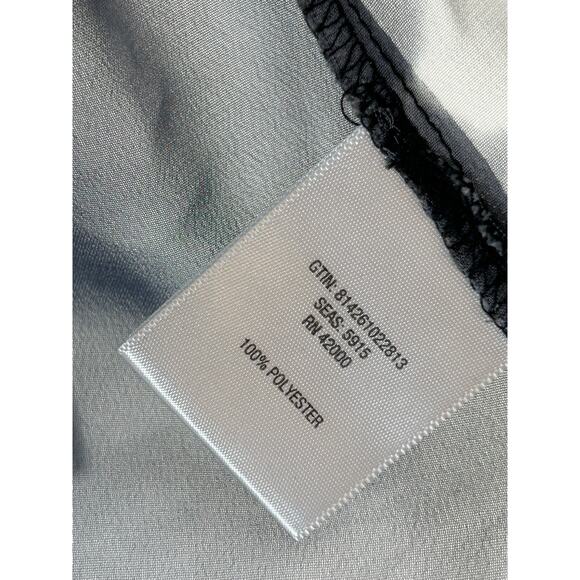 GTIN: 814261022813
SEAS: 5915
RN 42000
100% POLYESTER